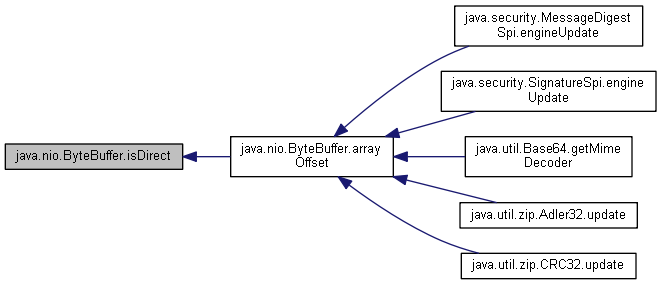 java.security.MessageDigest
Spi.engineUpdate
java.security.SignatureSpi.engine
Update
java.nio.ByteBuffer.isDirect
java.nio.ByteBuffer.array
Offset
java.util.Base64.getMime
Decoder
java.util.zip.Adler32.update
java.util.zip.CRC32.update